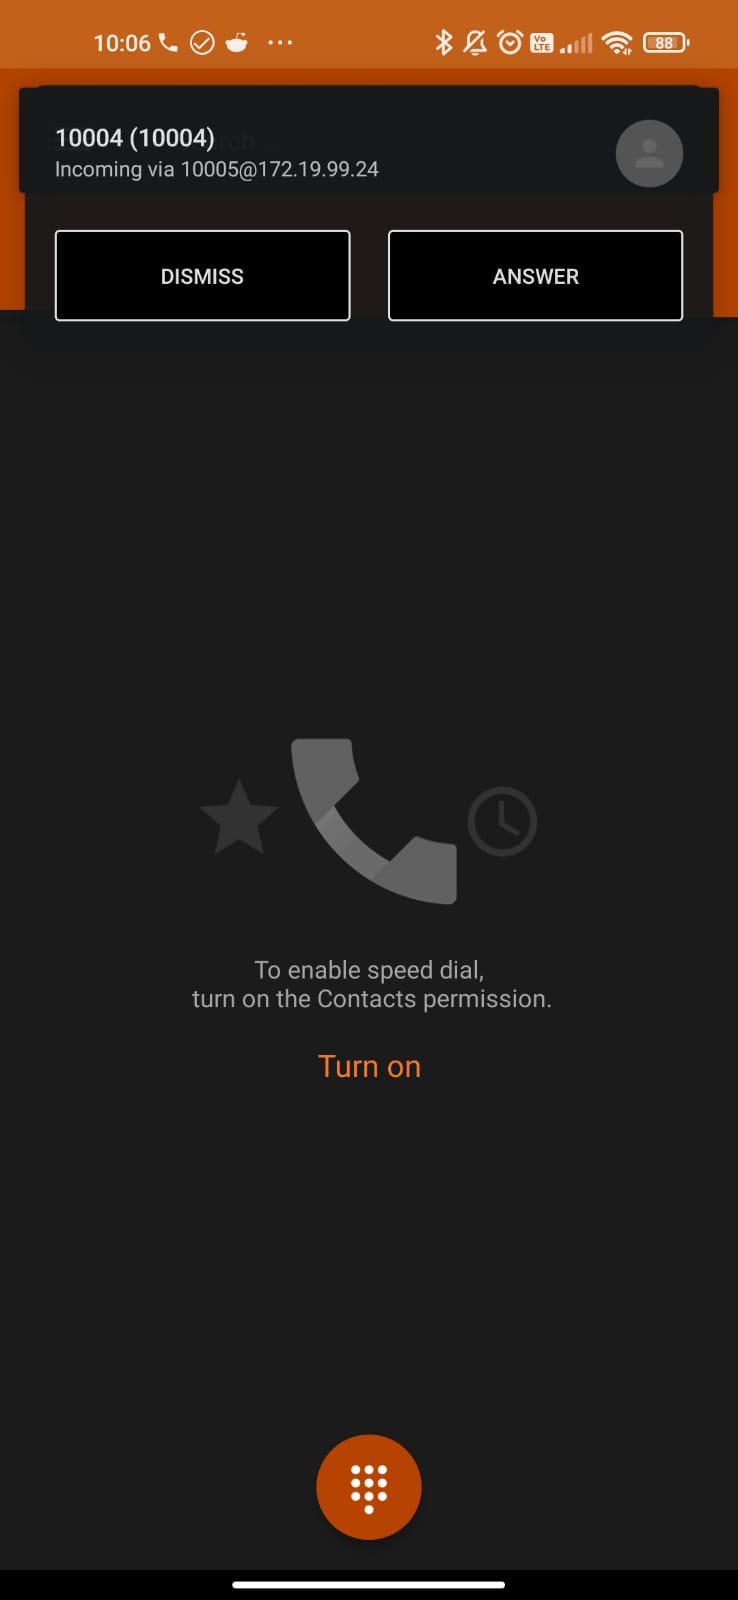 10:06
Vo LTE
88
10004 (10004)
Incoming via 10005@172.19.99.24
DISMISS
ANSWER
To enable speed dial,
turn on the Contacts permission.
Turn on